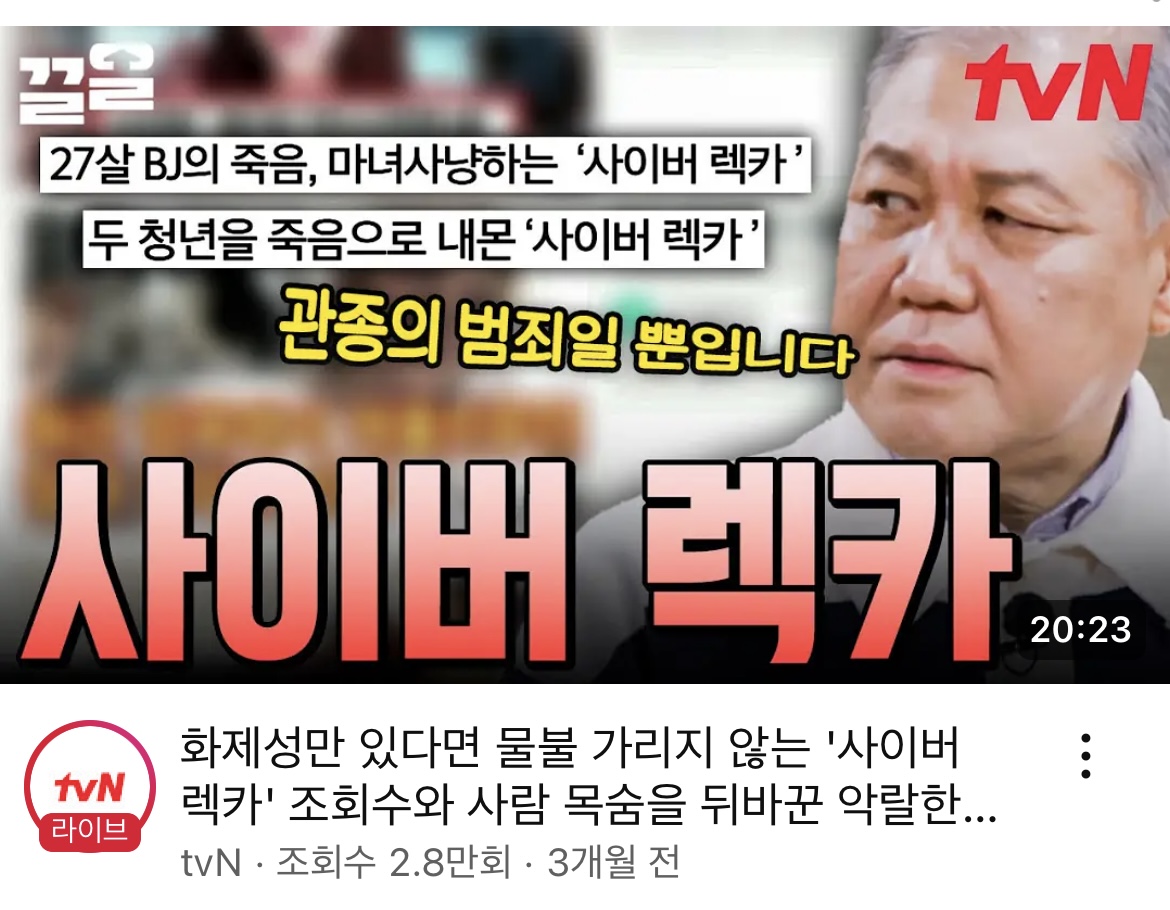 끌올
tvN
27살 BJ의 죽음, 마녀사냥하는 ‘사이버 렉카’
두 청년을 죽음으로 내몬 ‘사이버 렉카’
관종의 범죄일 뿐입니다
사이버 렉카
20:23
화제성만 있다면 물불 가리지 않는 '사이버
렉카' 조회수와 사람 목숨을 뒤바꾼 악랄한...
tvN
라이브
tvN · 조회수 2.8만회 · 3개월 전